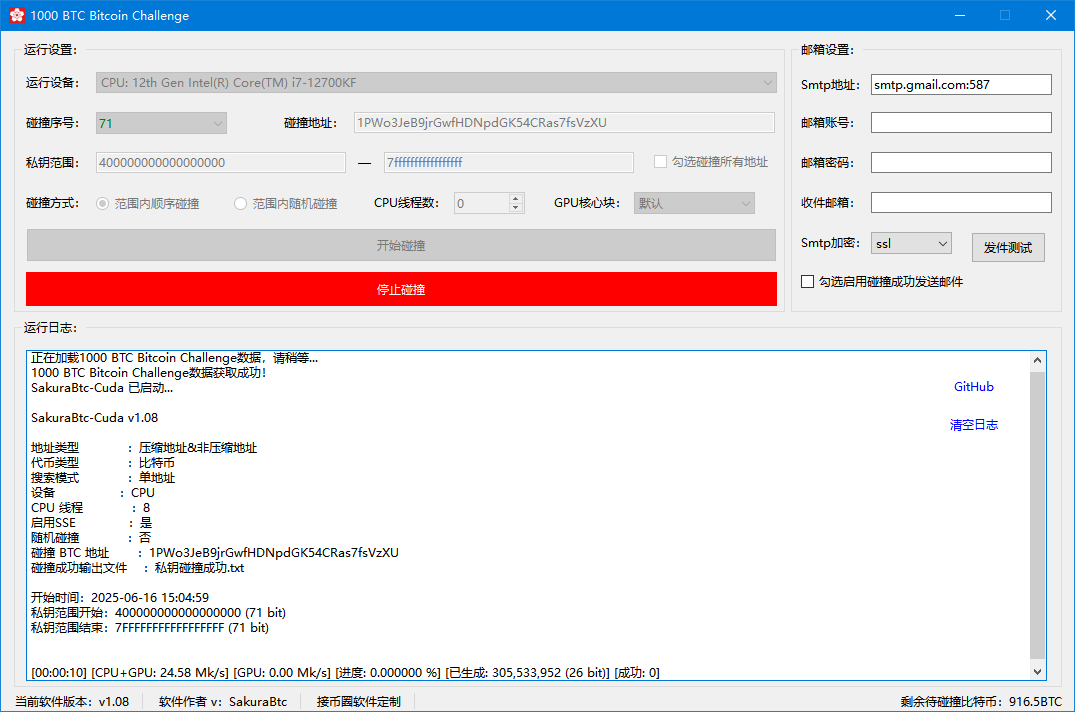 1000 BTC Bitcoin Challenge
运行设置：
运行设备： CPU: 12th Gen Intel(R) Core(TM) i7-12700KF
碰撞序号： 71 碰撞地址： 1PWo3JeB9jrGwfHDNpdGK54CRas7fsVzXU
私钥范围： 400000000000000000 — 7fffffffffffffffff 勾选碰撞所有地址
碰撞方式： 范围内顺序碰撞 范围内随机碰撞 CPU线程数： 0 GPU核心块： 默认
开始碰撞
停止碰撞
邮箱设置：
Smtp地址： smtp.gmail.com:587
邮箱账号：
邮箱密码：
收件邮箱：
Smtp加密： ssl 发件测试
勾选启用碰撞成功发送邮件
运行日志：
正在加载1000 BTC Bitcoin Challenge数据，请稍等...
1000 BTC Bitcoin Challenge数据获取成功！
SakuraBtc-Cuda 已启动...
GitHub
SakuraBtc-Cuda v1.08
清空日志
地址类型 ：压缩地址&非压缩地址
代币类型 ：比特币
搜索模式 ：单地址
设备 ：CPU
CPU 线程 ：8
启用SSE ：是
随机碰撞 ：否
碰撞 BTC 地址 ：1PWo3JeB9jrGwfHDNpdGK54CRas7fsVzXU
碰撞成功输出文件 ：私钥碰撞成功.txt
开始时间：2025-06-16 15:04:59
私钥范围开始：400000000000000000 (71 bit)
私钥范围结束：7FFFFFFFFFFFFFFFFF (71 bit)
[00:00:10] [CPU+GPU: 24.58 Mk/s] [GPU: 0.00 Mk/s] [进度: 0.000000 %] [已生成: 305,533,952 (26 bit)] [成功: 0]
当前软件版本：v1.08 软件作者 v：SakuraBtc 接币圈软件定制 剩余待碰撞比特币：916.5BTC